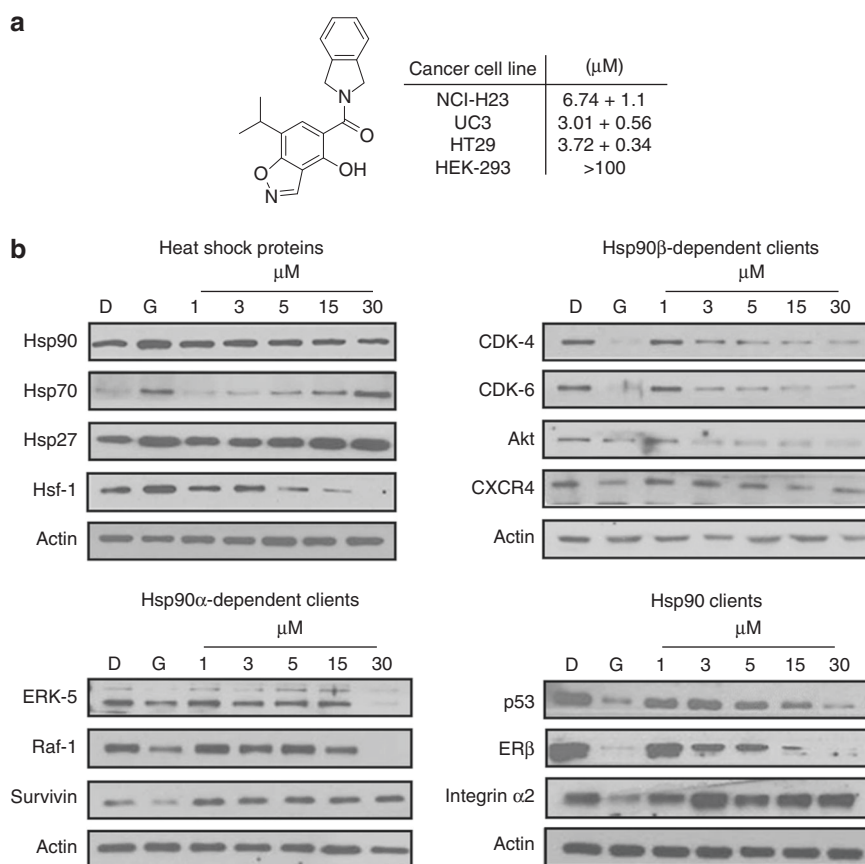 a
N
O
OH
O
N
Cancer cell line (μM)
NCI-H23 6.74 + 1.1
UC3 3.01 + 0.56
HT29 3.72 + 0.34
HEK-293 >100
b
Heat shock proteins
μM
D G 1 3 5 15 30
Hsp90
Hsp70
Hsp27
Hsf-1
Actin
Hsp90β-dependent clients
μM
D G 1 3 5 15 30
CDK-4
CDK-6
Akt
CXCR4
Actin
Hsp90α-dependent clients
μM
D G 1 3 5 15 30
ERK-5
Raf-1
Survivin
Actin
Hsp90 clients
μM
D G 1 3 5 15 30
p53
ERβ
Integrin α2
Actin